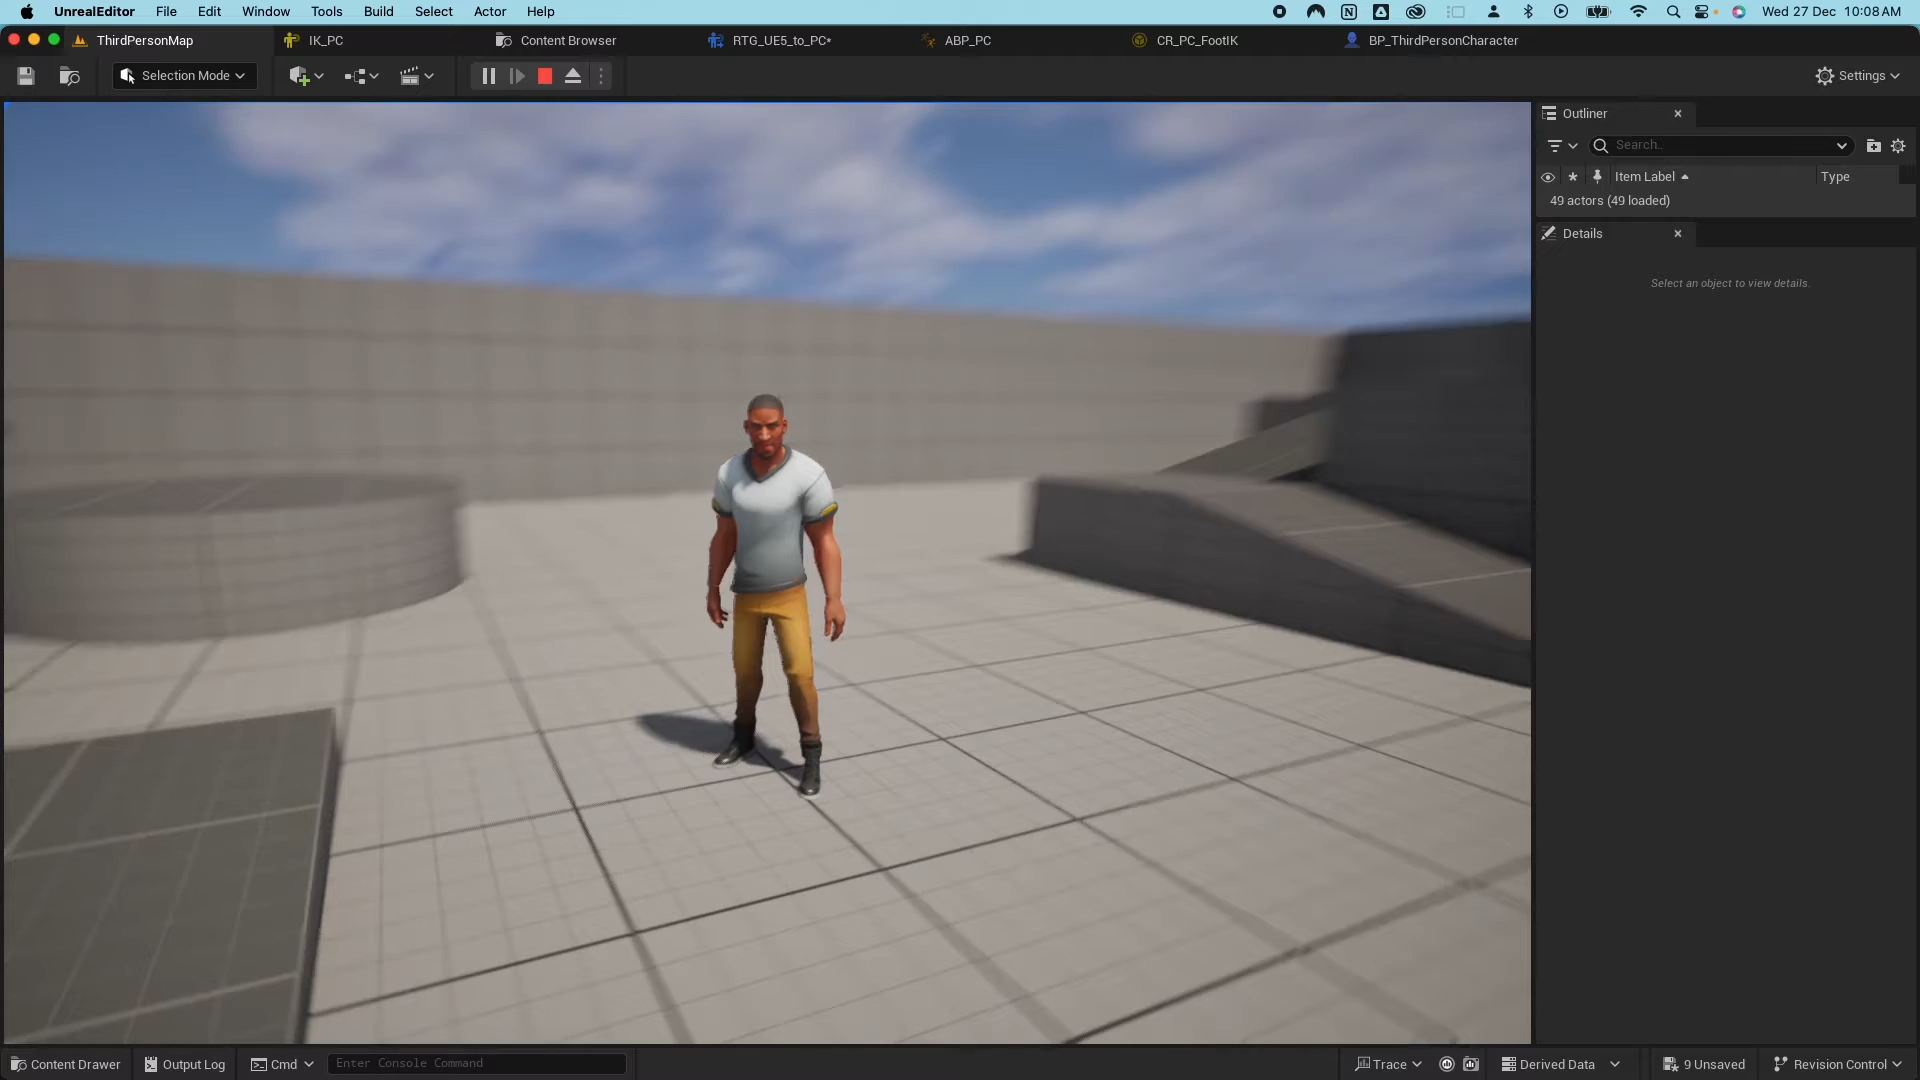 UnrealEditor File Edit Window Tools Build Select Actor Help Wed 27 Dec 10:08 AM
ThirdPersonMap IK_PC Content Browser RTG_UE5_to_PC* ABP_PC CR_PC_FootIK BP_ThirdPersonCharacter
Selection Mode Settings
Outliner
Search...
Item Label Type
49 actors (49 loaded)
Details
Select an object to view details.
Content Drawer Output Log Cmd Enter Console Command Trace Derived Data 9 Unsaved Revision Control